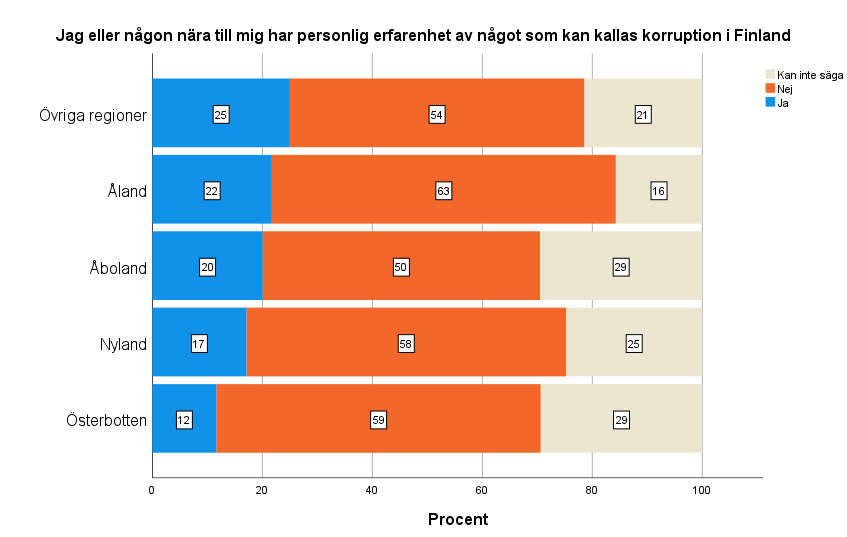 Jag eller någon nära till mig har personlig erfarenhet av något som kan kallas korruption i Finland
Kan inte säga
Nej
Ja
Övriga regioner
25 54 21
Åland
22 63 16
Åboland
20 50 29
Nyland
17 58 25
Österbotten
12 59 29
0 20 40 60 80 100
Procent